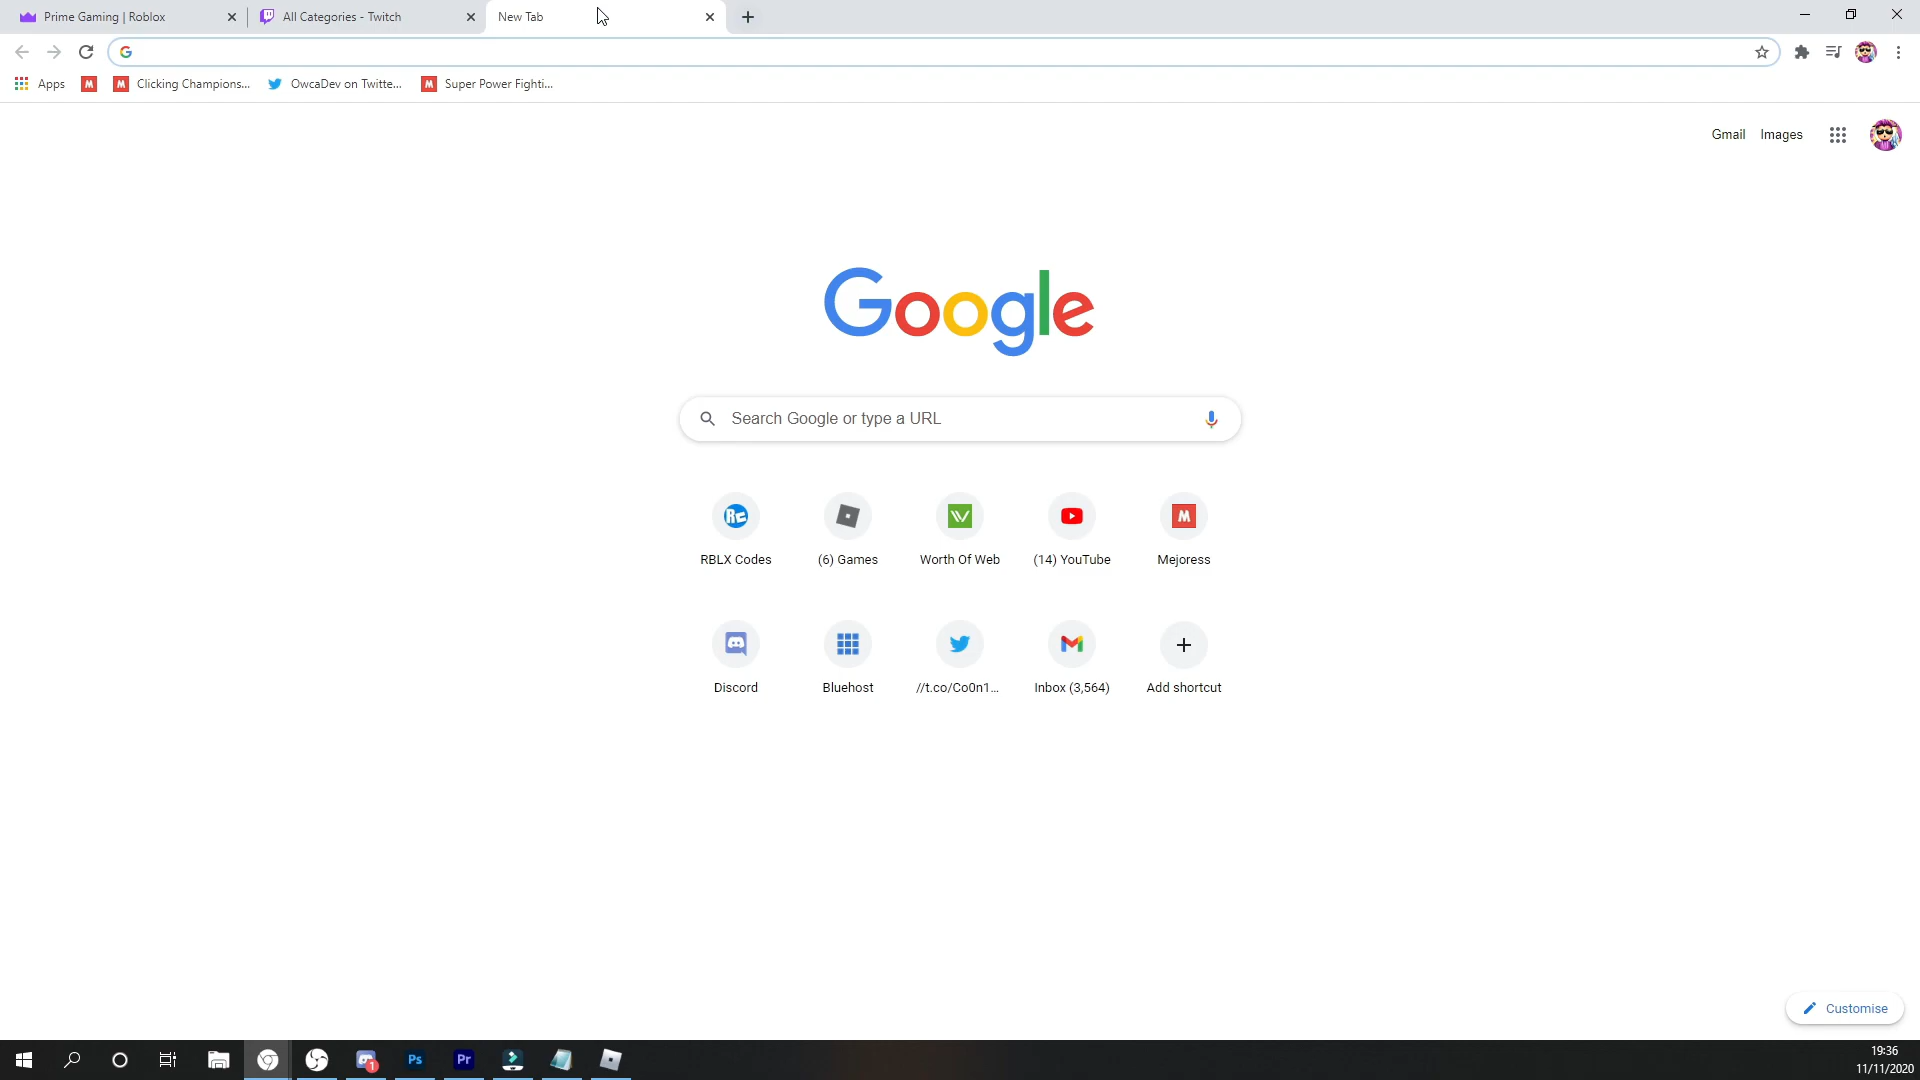 Prime Gaming | Roblox
All Categories - Twitch
New Tab
Apps
Clicking Champions...
OwcaDev on Twitte...
Super Power Fighti...
Gmail Images
Google
Search Google or type a URL
RBLX Codes
(6) Games
Worth Of Web
(14) YouTube
Mejoress
Discord
Bluehost
//t.co/Co0n1...
Inbox (3,564)
Add shortcut
Customise
1
Ps
Pr
19:36
11/11/2020